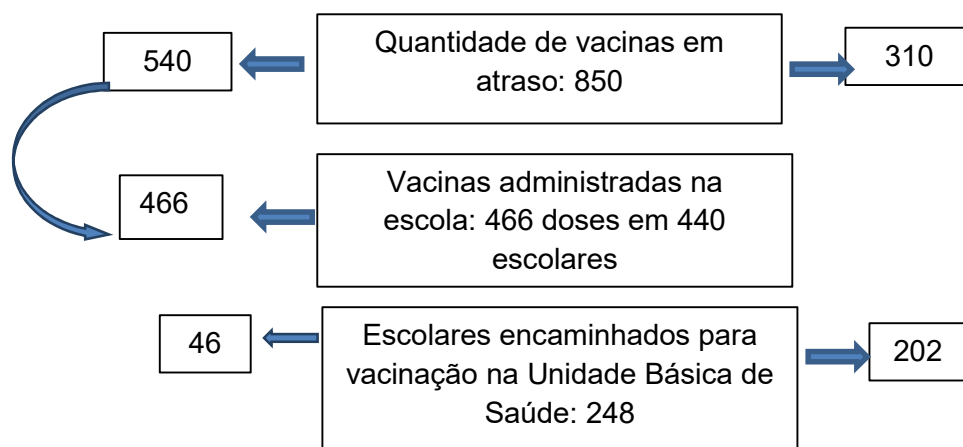 540
Quantidade de vacinas em
atraso: 850
310
466
Vacinas administradas na
escola: 466 doses em 440
escolares
46
Escolares encaminhados para
vacinação na Unidade Básica de
Saúde: 248
202